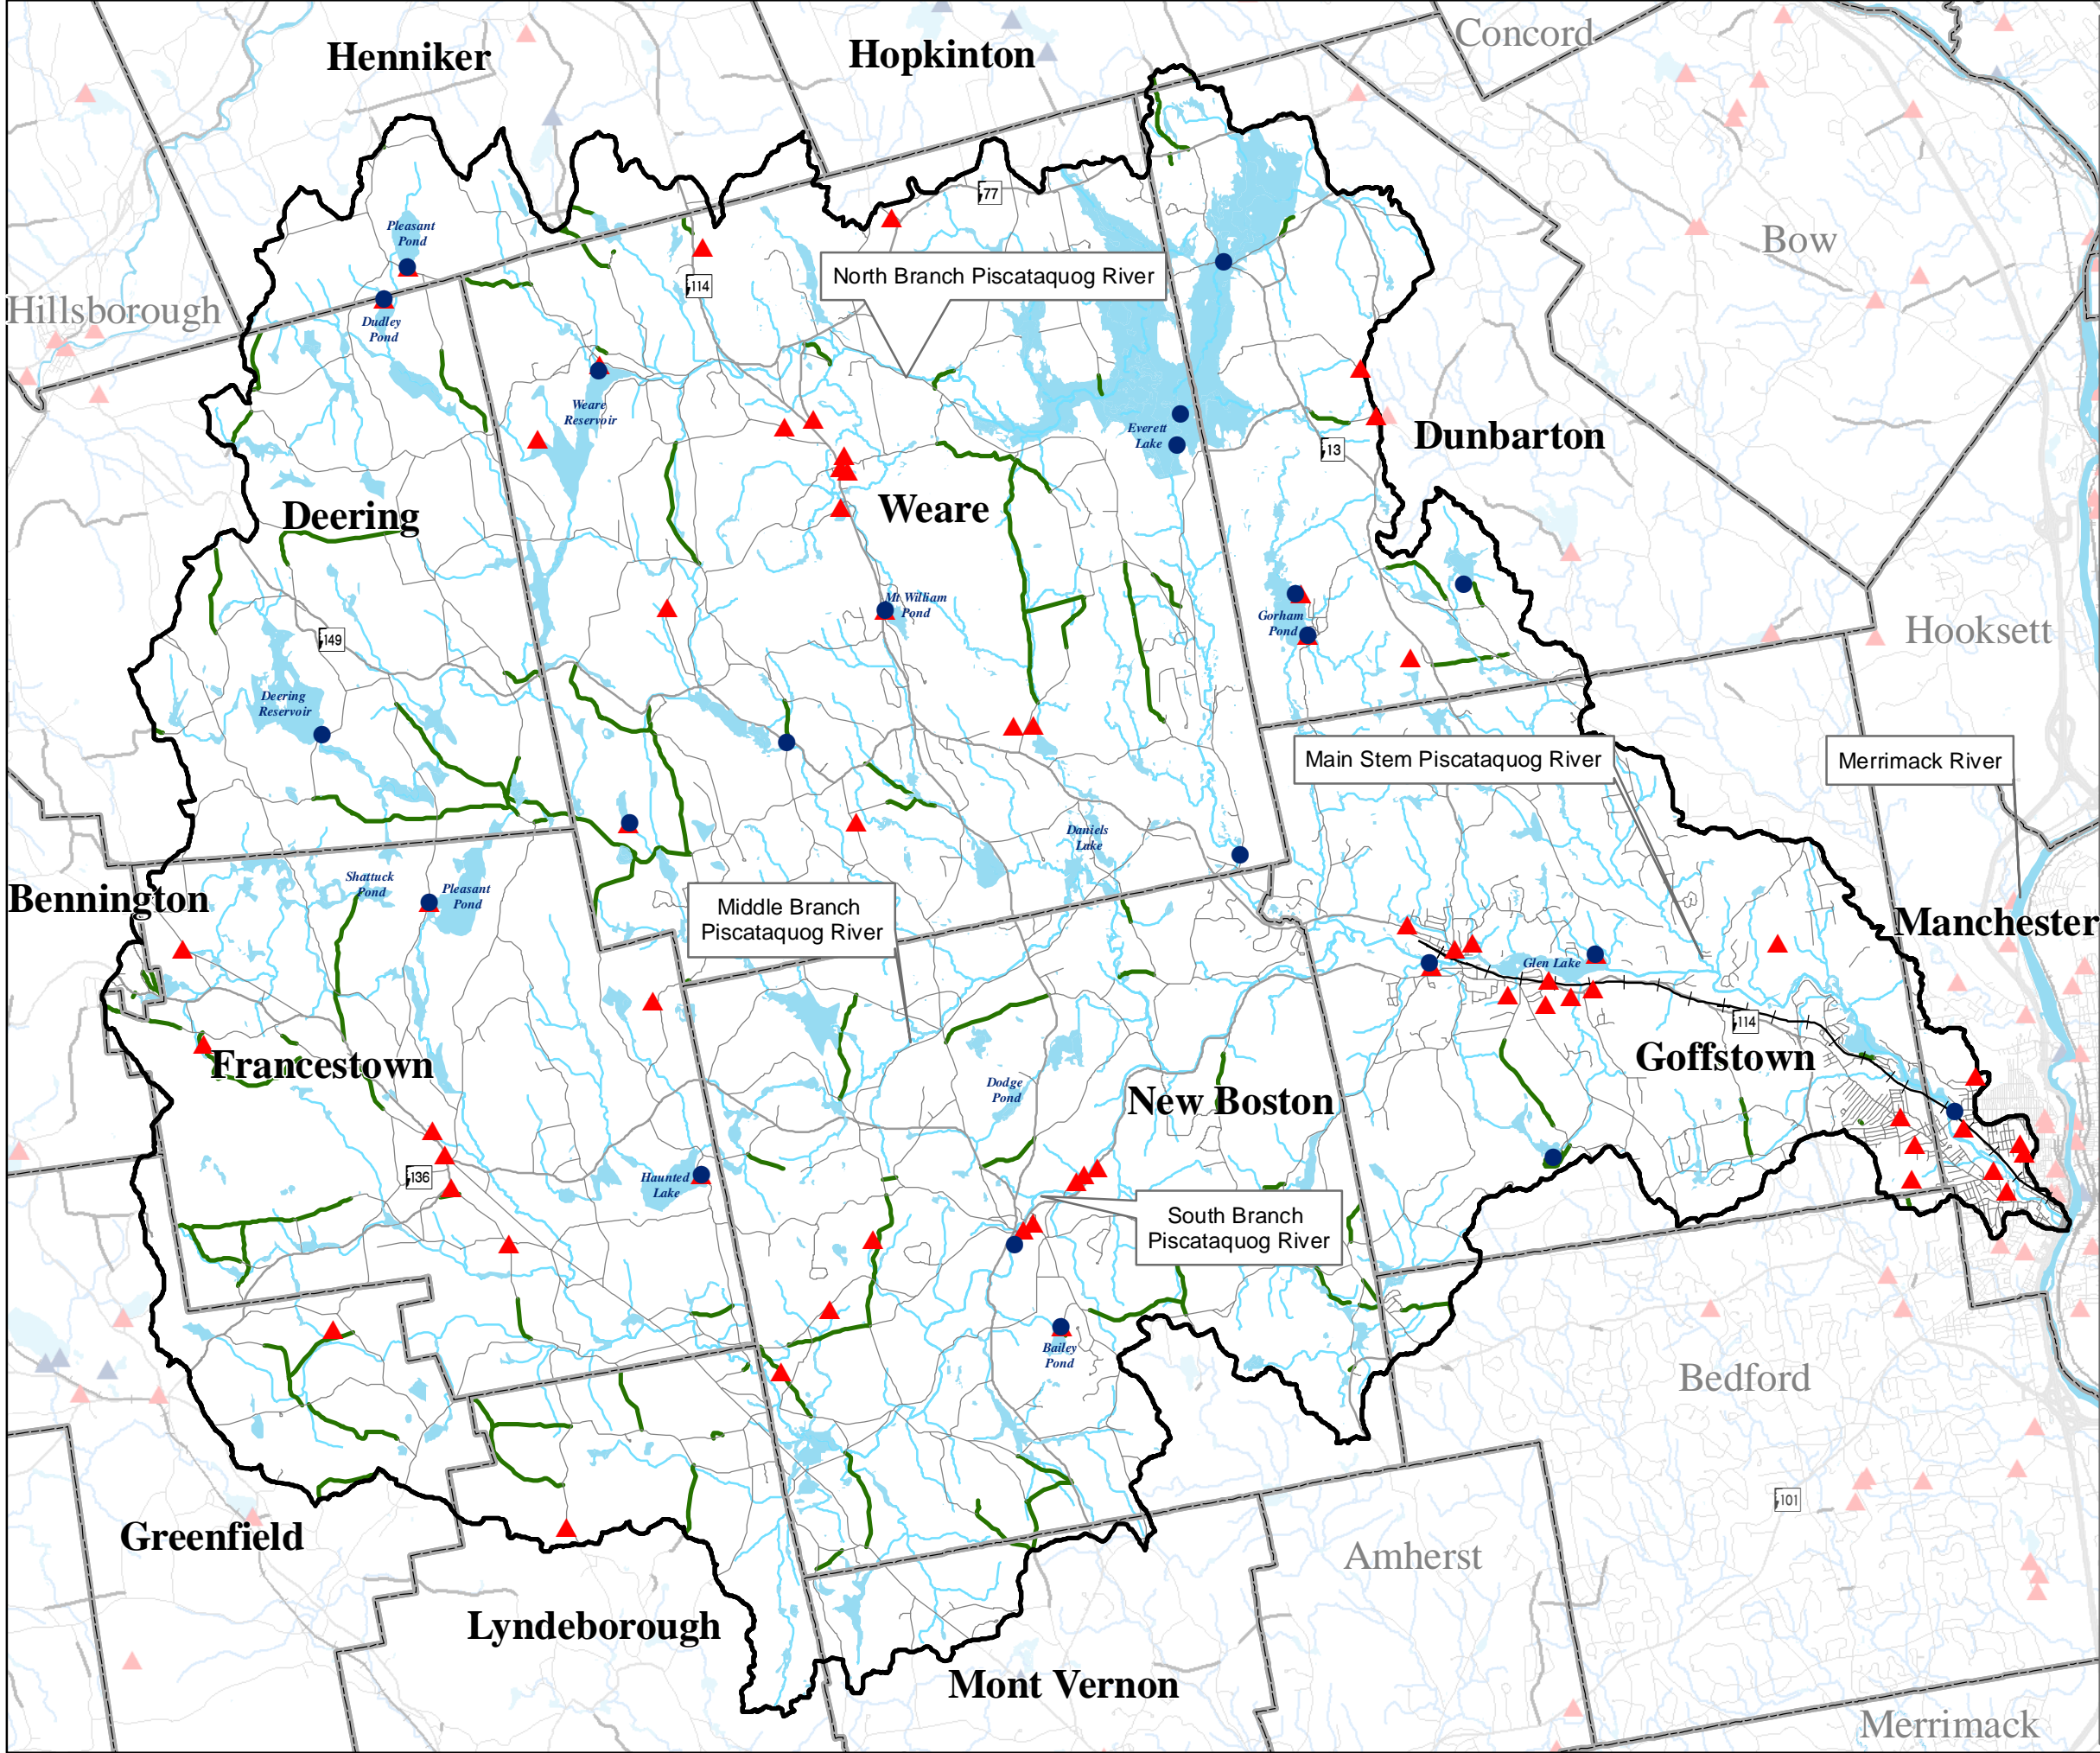 Concord
Henniker
Hopkinton
77
Pleasant
Pond
Bow
North Branch Piscataquog River
114
Hillsborough
Dudley
Pond
Weare
Reservoir
Everett
Lake
13
Dunbarton
Deering
Weare
Mt William
Pond
Gorham
Pond
Hooksett
149
Deering
Reservoir
Main Stem Piscataquog River
Merrimack River
Daniels
Lake
Shattuck
Pond
Pleasant
Pond
Bennington
Middle Branch
Piscataquog River
Manchester
Glen Lake
114
Francestown
Goffstown
Dodge
Pond
New Boston
136
Haunted
Lake
South Branch
Piscataquog River
Bailey
Pond
Bedford
101
Greenfield
Amherst
Lyndeborough
Mont Vernon
Merrimack